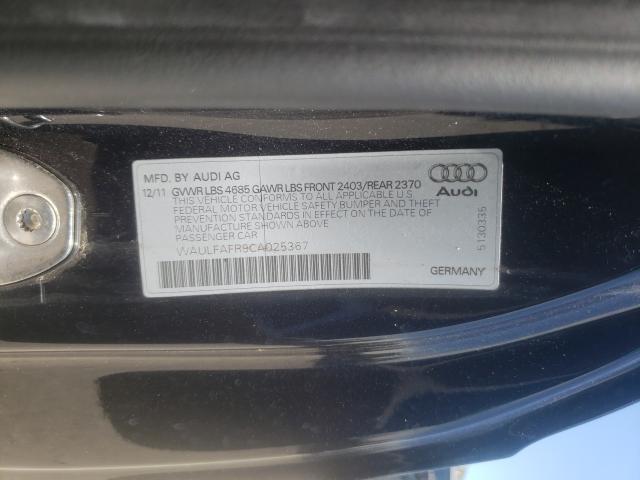 MFD. BY AUDI AG
12/11 GVWR LBS 4685 GAWR LBS FRONT 2403/REAR 2370
THIS VEHICLE CONFORMS TO ALL APPLICABLE U.S.
FEDERAL MOTOR VEHICLE SAFETY BUMPER AND THEFT
PREVENTION STANDARDS IN EFFECT ON THE DATE OF
MANUFACTURE SHOWN ABOVE
PASSENGER CAR
WAULFAFR9CA025367
Audi
5130335
GERMANY